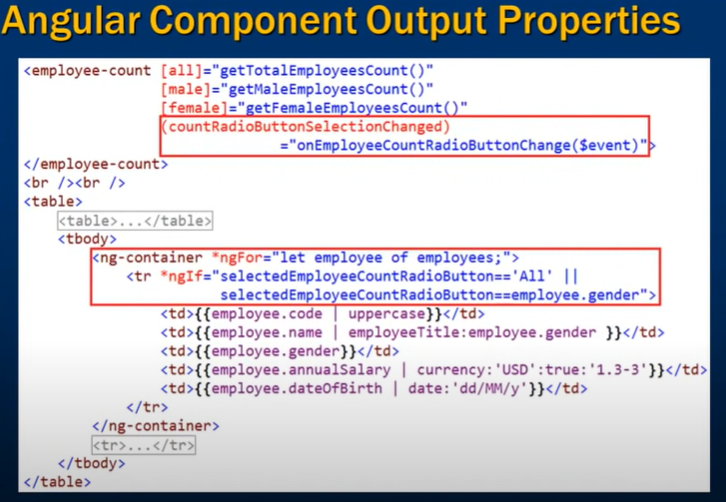 Angular Component Output Properties
<employee-count [all]="getTotalEmployeesCount()"
[male]="getMaleEmployeesCount()"
[female]="getFemaleEmployeesCount()"
(countRadioButtonSelectionChanged)
="onEmployeeCountRadioButtonChange($event)">
</employee-count>
<br /><br />
<table>
<table>...</table>
<tbody>
<ng-container *ngFor="let employee of employees;">
<tr *ngIf="selectedEmployeeCountRadioButton=='All' ||
selectedEmployeeCountRadioButton==employee.gender">
<td>{{employee.code | uppercase}}</td>
<td>{{employee.name | employeeTitle:employee.gender }}</td>
<td>{{employee.gender}}</td>
<td>{{employee.annualSalary | currency:'USD':true:'1.3-3'}}</td>
<td>{{employee.dateOfBirth | date:'dd/MM/y'}}</td>
</tr>
</ng-container>
<tr>...</tr>
</tbody>
</table>